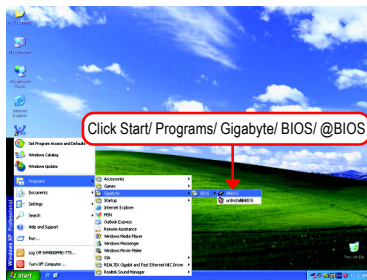 Click Start/ Programs/ Gigabyte/ BIOS/ @BIOS
Set Program Access and Defaults
Windows Catalog
Windows Update
Programs
Documents
Settings
Search
Help and Support
Run...
Turn Off Computer...
Accessories
Games
Gigabyte
Startup
Internet Explorer
MSN
Outlook Express
Remote Assistance
Windows Media Player
Windows Messenger
Windows Movie Maker
VIA
REALTEK Gigabit and Fast Ethernet NIC Driver
Realtek Sound Manager
BIOS
@BIOS
Windows XP Professional
start